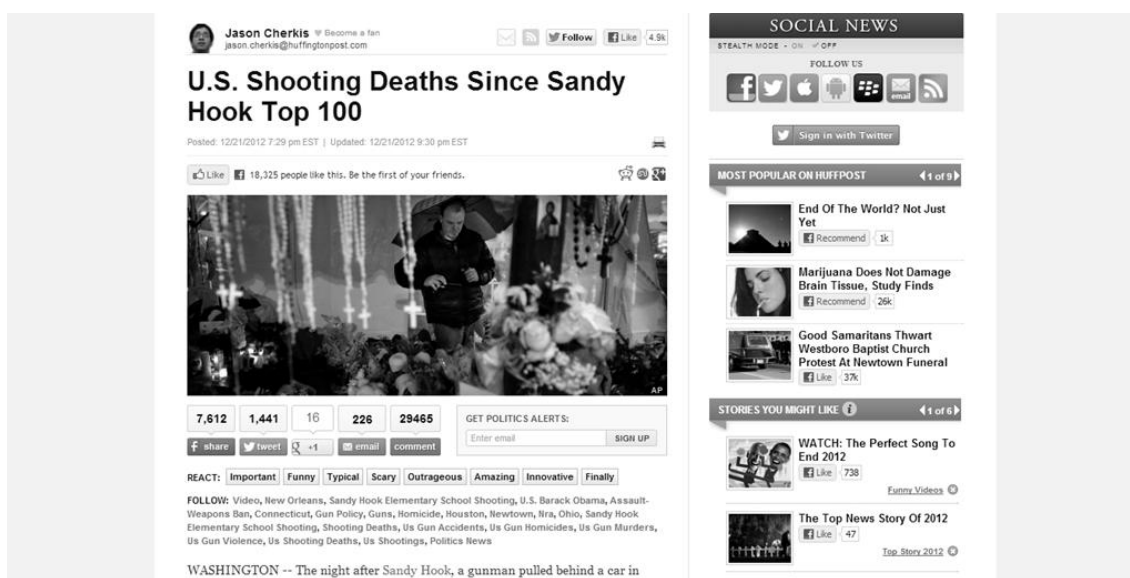 Jason Cherkis ♥ Become a fan
jason.cherkis@huffingtonpost.com
Follow
Like 4.9k
U.S. Shooting Deaths Since Sandy
Hook Top 100
Posted: 12/21/2012 7:29 pm EST | Updated: 12/21/2012 9:30 pm EST
Like 18,325 people like this. Be the first of your friends.
AP
7,612 1,441 16 226 29465
share tweet +1 email comment
GET POLITICS ALERTS:
Enter email SIGN UP
REACT: Important Funny Typical Scary Outrageous Amazing Innovative Finally
FOLLOW: Video, New Orleans, Sandy Hook Elementary School Shooting, U.S. Barack Obama, Assault-
Weapons Ban, Connecticut, Gun Policy, Guns, Homicide, Houston, Newtown, Nra, Ohio, Sandy Hook
Elementary School Shooting, Shooting Deaths, Us Gun Accidents, Us Gun Homicides, Us Gun Murders,
Us Gun Violence, Us Shooting Deaths, Us Shootings, Politics News
WASHINGTON -- The night after Sandy Hook, a gunman pulled behind a car in
SOCIAL NEWS
STEALTH MODE - ON ✓ OFF
FOLLOW US
email
Sign in with Twitter
MOST POPULAR ON HUFFPOST 1 of 9
End Of The World? Not Just
Yet
Recommend 1k
Marijuana Does Not Damage
Brain Tissue, Study Finds
Recommend 26k
Good Samaritans Thwart
Westboro Baptist Church
Protest At Newtown Funeral
Like 37k
STORIES YOU MIGHT LIKE 1 of 6
WATCH: The Perfect Song To
End 2012
Like 738
Funny Videos
The Top News Story Of 2012
Like 47
Top Story 2012